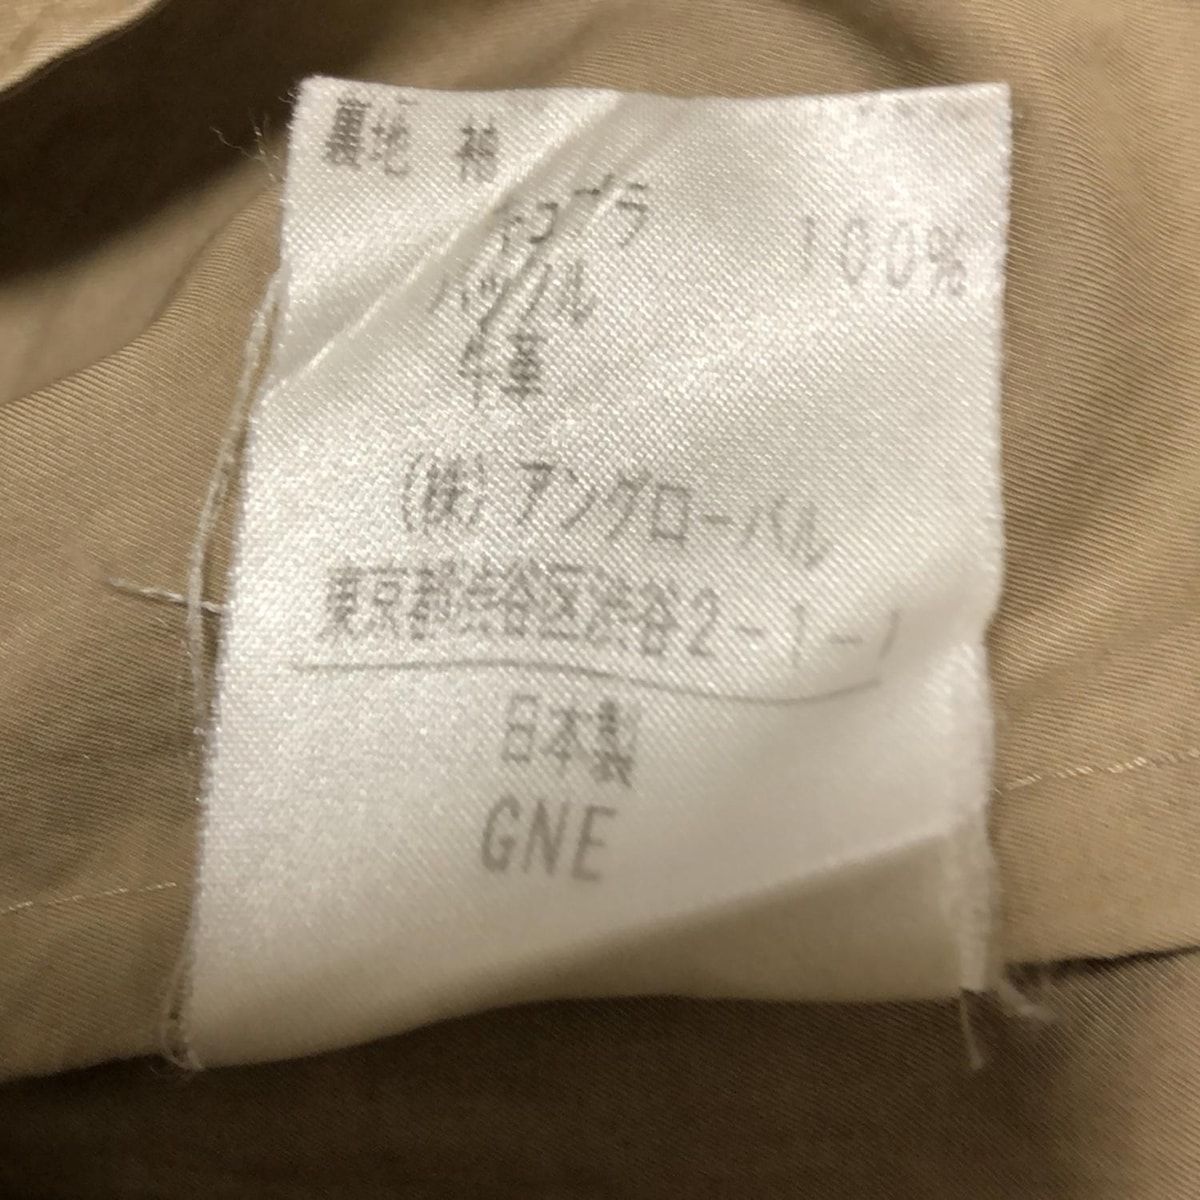 裏地 袖
キュプラ 100%
バックル
牛革
(株)アングローバル
東京都渋谷区渋谷2-1-1
日本製
GNE